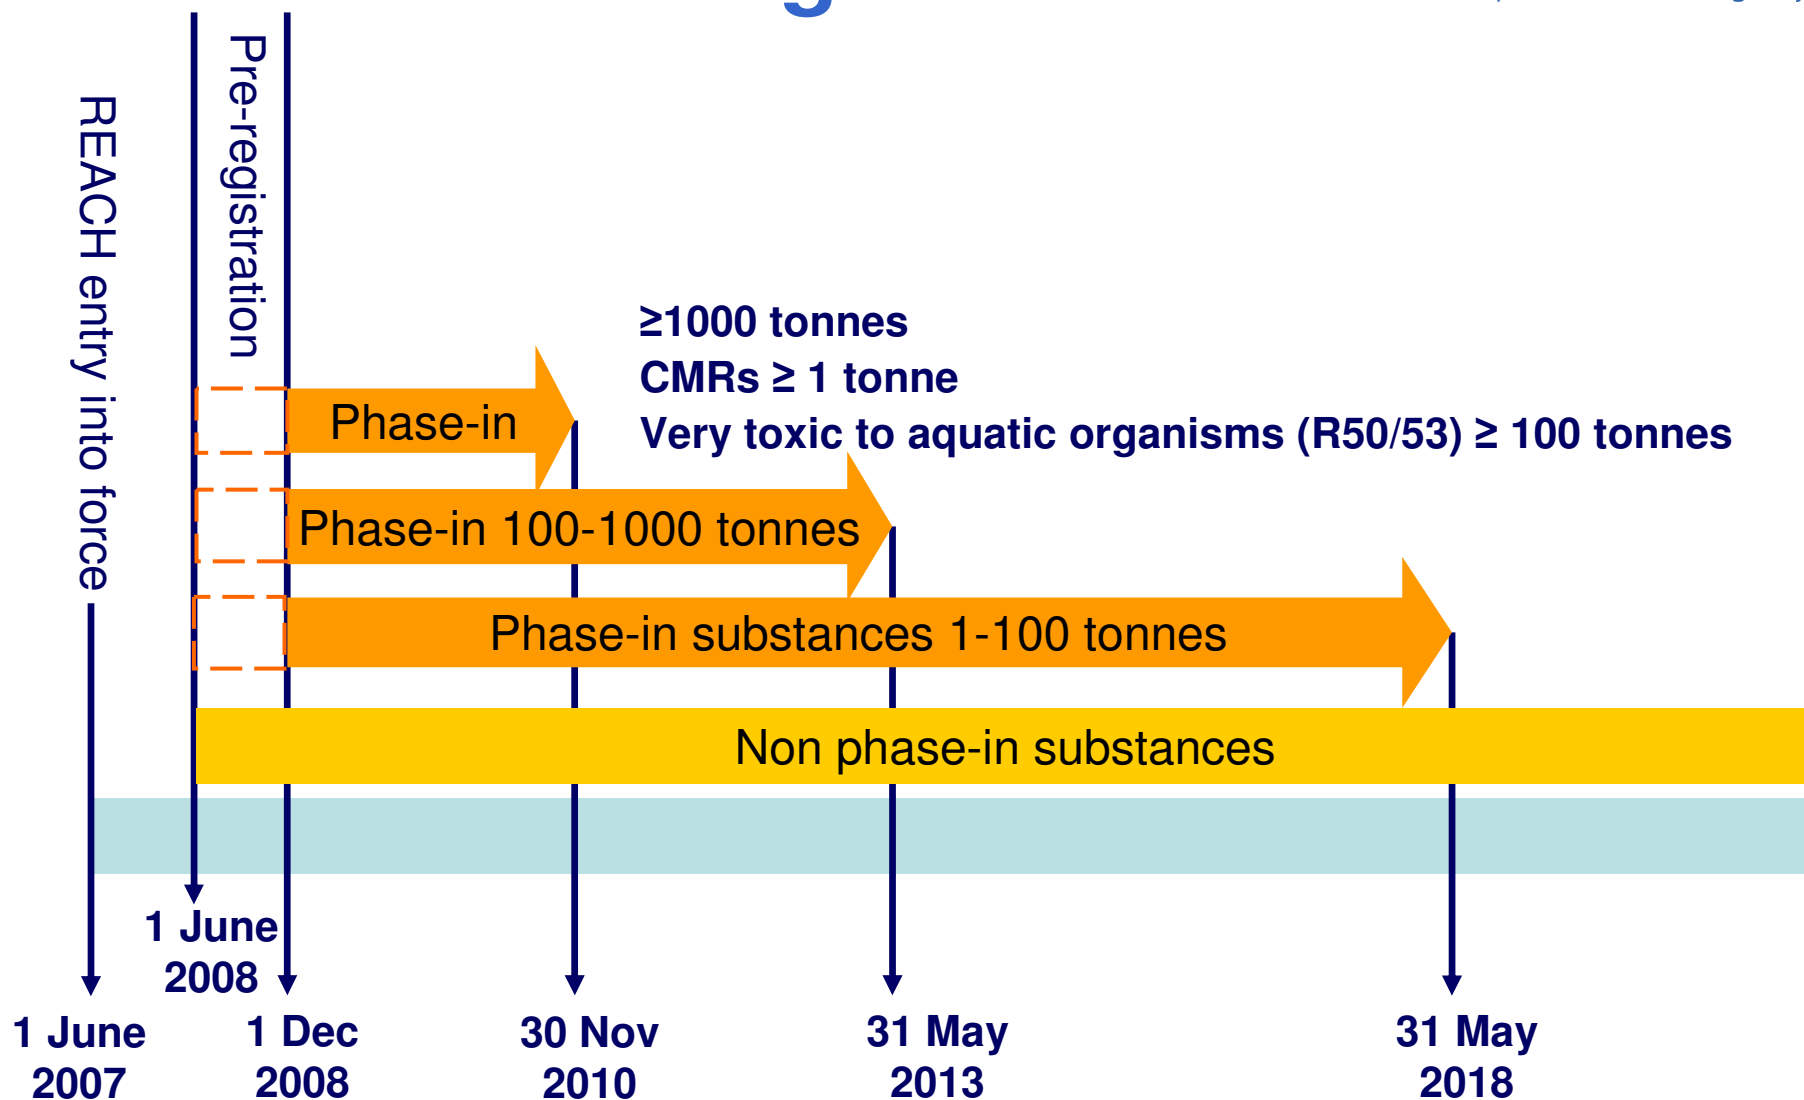 Pre-registration
REACH entry into force
≥1000 tonnes
CMRs ≥ 1 tonne
Very toxic to aquatic organisms (R50/53) ≥ 100 tonnes
Phase-in
Phase-in 100-1000 tonnes
Phase-in substances 1-100 tonnes
Non phase-in substances
1 June
2008
1 June
2007
1 Dec
2008
30 Nov
2010
31 May
2013
31 May
2018